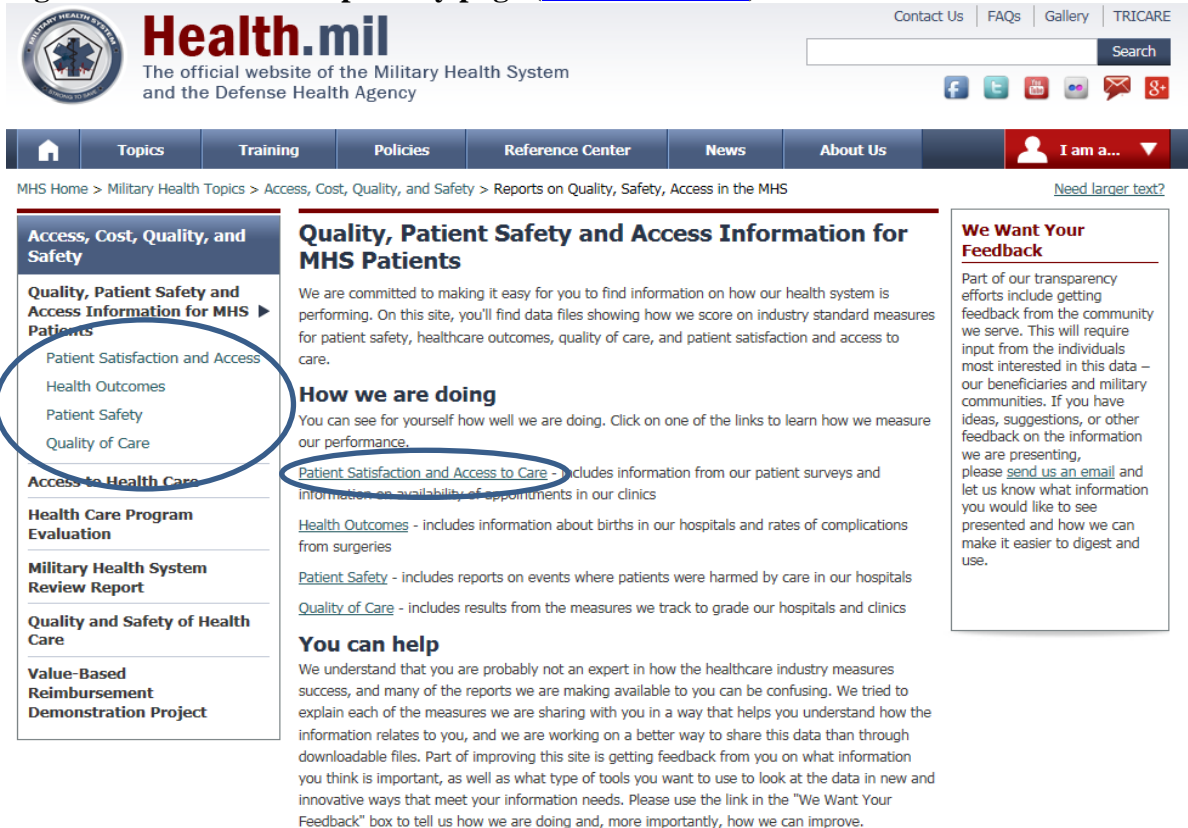 Health.mil
The official website of the Military Health System
and the Defense Health Agency
Contact Us FAQs Gallery TRICARE
Search
MILITARY HEALTH SYSTEM
STRONG TO SAVE
You
Tube
Topics Training Policies Reference Center News About Us I am a...
MHS Home > Military Health Topics > Access, Cost, Quality, and Safety > Reports on Quality, Safety, Access in the MHS
Need larger text?
Access, Cost, Quality, and
Safety
Quality, Patient Safety and
Access Information for MHS
Patients
Patient Satisfaction and Access
Health Outcomes
Patient Safety
Quality of Care
Access to Health Care
Health Care Program
Evaluation
Military Health System
Review Report
Quality and Safety of Health
Care
Value-Based
Reimbursement
Demonstration Project
Quality, Patient Safety and Access Information for
MHS Patients
We are committed to making it easy for you to find information on how our health system is
performing. On this site, you'll find data files showing how we score on industry standard measures
for patient safety, healthcare outcomes, quality of care, and patient satisfaction and access to
care.
How we are doing
You can see for yourself how well we are doing. Click on one of the links to learn how we measure
our performance.
Patient Satisfaction and Access to Care - includes information from our patient surveys and
information on availability of appointments in our clinics
Health Outcomes - includes information about births in our hospitals and rates of complications
from surgeries
Patient Safety - includes reports on events where patients were harmed by care in our hospitals
Quality of Care - includes results from the measures we track to grade our hospitals and clinics
You can help
We understand that you are probably not an expert in how the healthcare industry measures
success, and many of the reports we are making available to you can be confusing. We tried to
explain each of the measures we are sharing with you in a way that helps you understand how the
information relates to you, and we are working on a better way to share this data than through
downloadable files. Part of improving this site is getting feedback from you on what information
you think is important, as well as what type of tools you want to use to look at the data in new and
innovative ways that meet your information needs. Please use the link in the "We Want Your
Feedback" box to tell us how we are doing and, more importantly, how we can improve.
We Want Your
Feedback
Part of our transparency
efforts include getting
feedback from the community
we serve. This will require
input from the individuals
most interested in this data –
our beneficiaries and military
communities. If you have
ideas, suggestions, or other
feedback on the information
we are presenting,
please send us an email and
let us know what information
you would like to see
presented and how we can
make it easier to digest and
use.